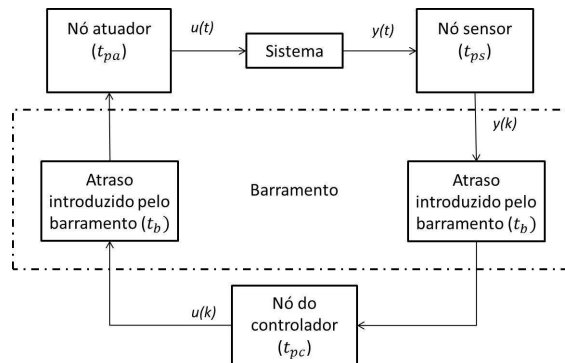 Nó atuador
(t_pa)
u(t)
Sistema
y(t)
Nó sensor
(t_ps)
y(k)
Atraso
introduzido pelo
barramento (t_b)
Barramento
Atraso
introduzido pelo
barramento (t_b)
u(k)
Nó do
controlador
(t_pc)